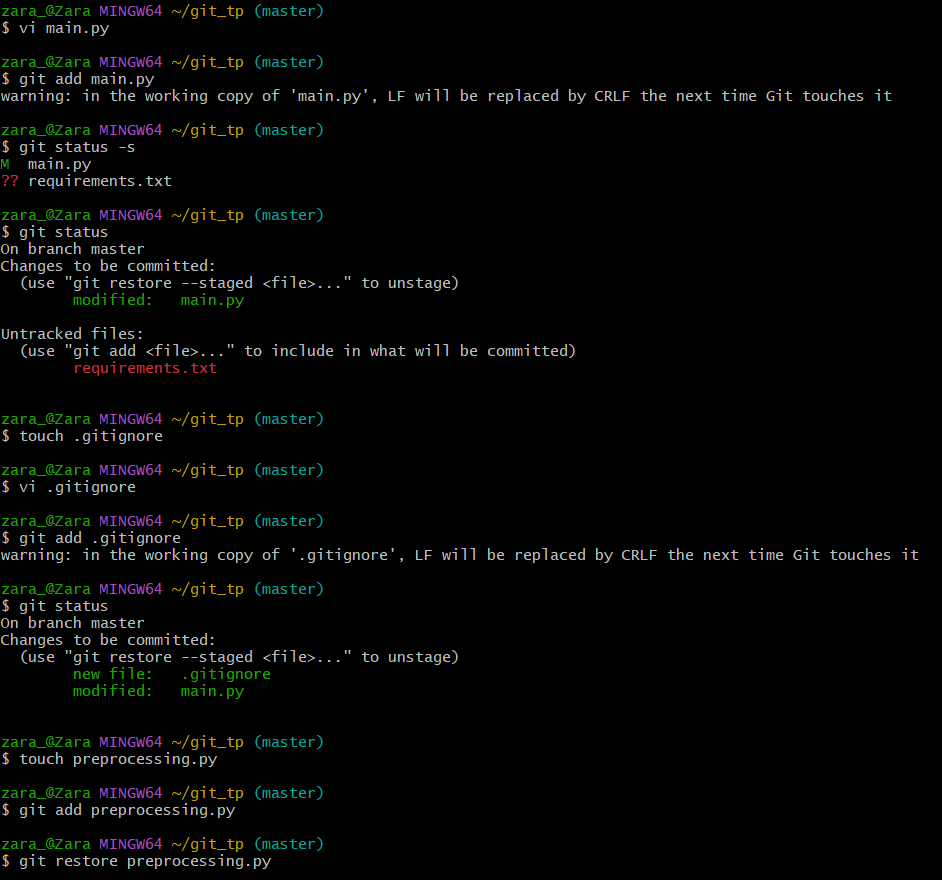 zara_@Zara MINGW64 ~/git_tp (master)
$ vi main.py
zara_@Zara MINGW64 ~/git_tp (master)
$ git add main.py
warning: in the working copy of 'main.py', LF will be replaced by CRLF the next time Git touches it
zara_@Zara MINGW64 ~/git_tp (master)
$ git status -s
M  main.py
?? requirements.txt
zara_@Zara MINGW64 ~/git_tp (master)
$ git status
On branch master
Changes to be committed:
  (use "git restore --staged <file>..." to unstage)
        modified:   main.py
Untracked files:
  (use "git add <file>..." to include in what will be committed)
        requirements.txt
zara_@Zara MINGW64 ~/git_tp (master)
$ touch .gitignore
zara_@Zara MINGW64 ~/git_tp (master)
$ vi .gitignore
zara_@Zara MINGW64 ~/git_tp (master)
$ git add .gitignore
warning: in the working copy of '.gitignore', LF will be replaced by CRLF the next time Git touches it
zara_@Zara MINGW64 ~/git_tp (master)
$ git status
On branch master
Changes to be committed:
  (use "git restore --staged <file>..." to unstage)
        new file:   .gitignore
        modified:   main.py
zara_@Zara MINGW64 ~/git_tp (master)
$ touch preprocessing.py
zara_@Zara MINGW64 ~/git_tp (master)
$ git add preprocessing.py
zara_@Zara MINGW64 ~/git_tp (master)
$ git restore preprocessing.py